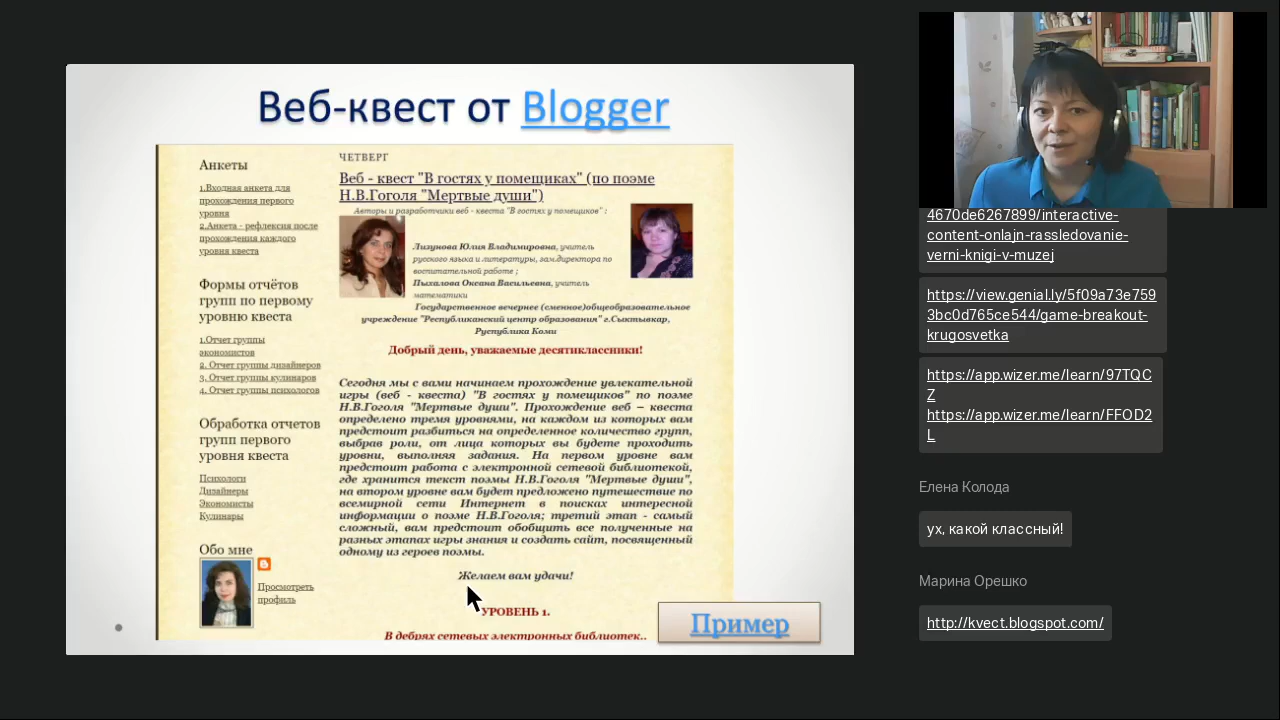 Веб-квест от Blogger
Анкеты
1.Входная анкета для
прохождения первого
уровня
2.Анкета - рефлексия после
прохождения каждого
уровня квеста
Формы отчётов
групп по первому
уровню квеста
1.Отчет группы
экономистов
2. Отчет группы дизайнеров
3. Отчет группы кулинаров
4. Отчет группы психологов
Обработка отчетов
групп первого
уровня квеста
Психологи
Дизайнеры
Экономисты
Кулинары
Обо мне
Просмотреть
профиль
ЧЕТВЕРГ
Веб - квест "В гостях у помещиках" (по поэме
Н.В.Гоголя "Мертвые души")
Авторы и разработчики веб - квеста "В гостях у помещиков" :
Лизунова Юлия Владимировна, учитель
русского языка и литературы, зам.директора по
воспитательной работе ;
Пыхалова Оксана Васильевна, учитель
математики
Государственное вечернее (сменное)общеобразовательное
учреждение "Республиканский центр образования" г.Сыктывкар,
Руспублика Коми
Добрый день, уважаемые десятиклассники!
Сегодня мы с вами начинаем прохождение увлекательной
игры (веб - квеста) "В гостях у помещиков" по поэме
Н.В.Гоголя "Мертвые души". Прохождение веб – квеста
определено тремя уровнями, на каждом из которых вам
предстоит разбиться на определенное количество групп,
выбрав роли, от лица которых вы будете проходить
уровни, выполняя задания. На первом уровне вам
предстоит работа с электронной сетевой библиотекой,
где хранится текст поэмы Н.В.Гоголя "Мертвые души",
на втором уровне вам будет предложено путешествие по
всемирной сети Интернет в поисках интересной
информации о поэме Н.В.Гоголя; третий этап - самый
сложный, вам предстоит обобщить все полученные на
разных этапах игры знания и создать сайт, посвященный
одному из героев поэмы.
Желаем вам удачи!
УРОВЕНЬ 1.
В дебрях сетевых электронных библиотек..
Пример
4670de6267899/interactive-
content-onlajn-rassledovanie-
verni-knigi-v-muzej
https://view.genial.ly/5f09a73e759
3bc0d765ce544/game-breakout-
krugosvetka
https://app.wizer.me/learn/97TQC
Z
https://app.wizer.me/learn/FFOD2
L
Елена Колода
ух, какой классный!
Марина Орешко
http://kvect.blogspot.com/